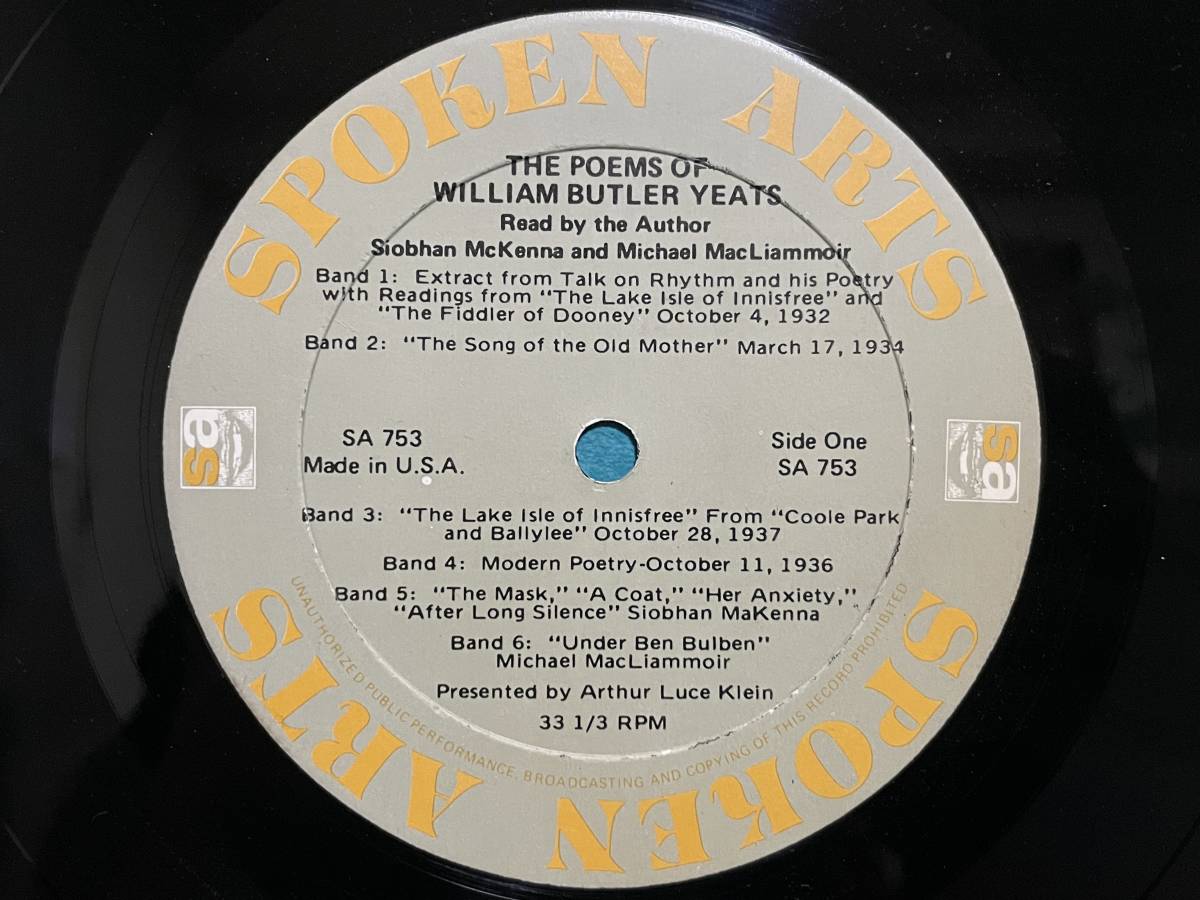 SPOKEN ARTS
THE POEMS OF
WILLIAM BUTLER YEATS
Read by the Author
Siobhan McKenna and Michael MacLiammoir
Band 1: Extract from Talk on Rhythm and his Poetry
with Readings from "The Lake Isle of Innisfree" and
"The Fiddler of Dooney" October 4, 1932
Band 2: "The Song of the Old Mother" March 17, 1934
sa
SA 753
Made in U.S.A.
Side One
SA 753
sa
Band 3: "The Lake Isle of Innisfree" From "Coole Park
and Ballylee" October 28, 1937
Band 4: Modern Poetry-October 11, 1936
Band 5: "The Mask," "A Coat," "Her Anxiety,"
"After Long Silence" Siobhan MaKenna
Band 6: "Under Ben Bulben"
Michael MacLiammoir
Presented by Arthur Luce Klein
33 1/3 RPM
UNAUTHORIZED PUBLIC PERFORMANCE, BROADCASTING AND COPYING OF THIS RECORD PROHIBITED
SPOKEN ARTS